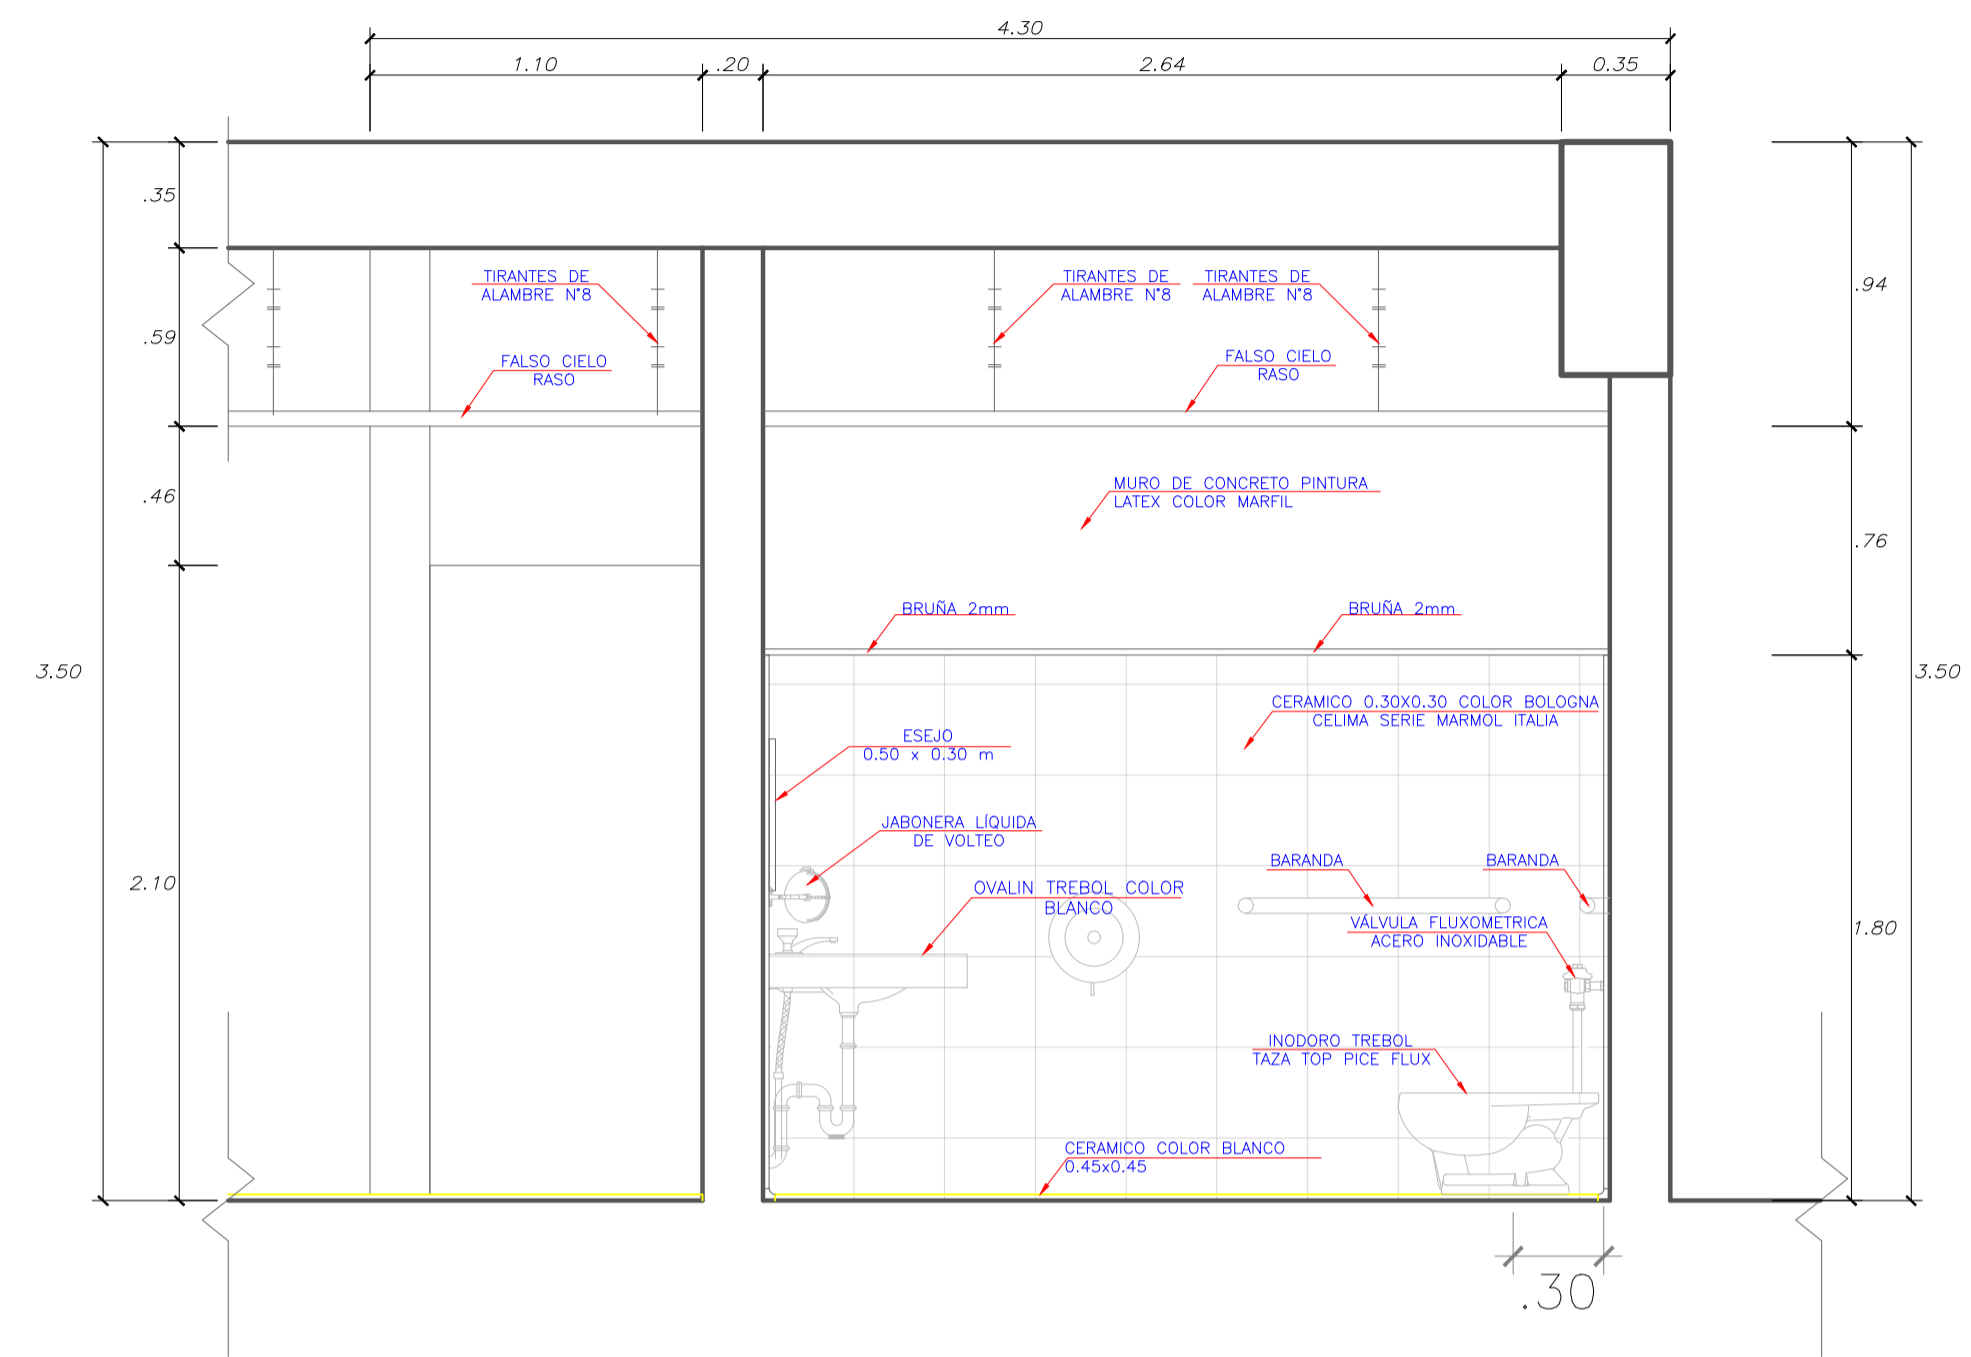 4.30
1.10
.20
2.64
0.35
.35
.59
.46
2.10
3.50
.94
.76
1.80
3.50
TIRANTES DE
ALAMBRE N°8
TIRANTES DE
ALAMBRE N°8
TIRANTES DE
ALAMBRE N°8
FALSO CIELO
RASO
FALSO CIELO
RASO
MURO DE CONCRETO PINTURA
LATEX COLOR MARFIL
BRUÑA 2mm
BRUÑA 2mm
CERAMICO 0.30X0.30 COLOR BOLOGNA
CELIMA SERIE MARMOL ITALIA
ESEJO
0.50 x 0.30 m
JABONERA LÍQUIDA
DE VOLTEO
OVALIN TREBOL COLOR
BLANCO
BARANDA
BARANDA
VÁLVULA FLUXOMETRICA
ACERO INOXIDABLE
INODORO TREBOL
TAZA TOP PICE FLUX
CERAMICO COLOR BLANCO
0.45x0.45
.30